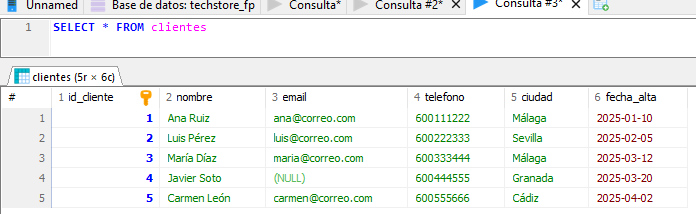 Unnamed Base de datos: techstore_fp Consulta* Consulta #2* Consulta #3*
1 SELECT * FROM clientes
clientes (5r × 6c)
# 1 id_cliente 2 nombre 3 email 4 telefono 5 ciudad 6 fecha_alta
1 1 Ana Ruiz ana@correo.com 600111222 Málaga 2025-01-10
2 2 Luis Pérez luis@correo.com 600222333 Sevilla 2025-02-05
3 3 María Díaz maria@correo.com 600333444 Málaga 2025-03-12
4 4 Javier Soto (NULL) 600444555 Granada 2025-03-20
5 5 Carmen León carmen@correo.com 600555666 Cádiz 2025-04-02